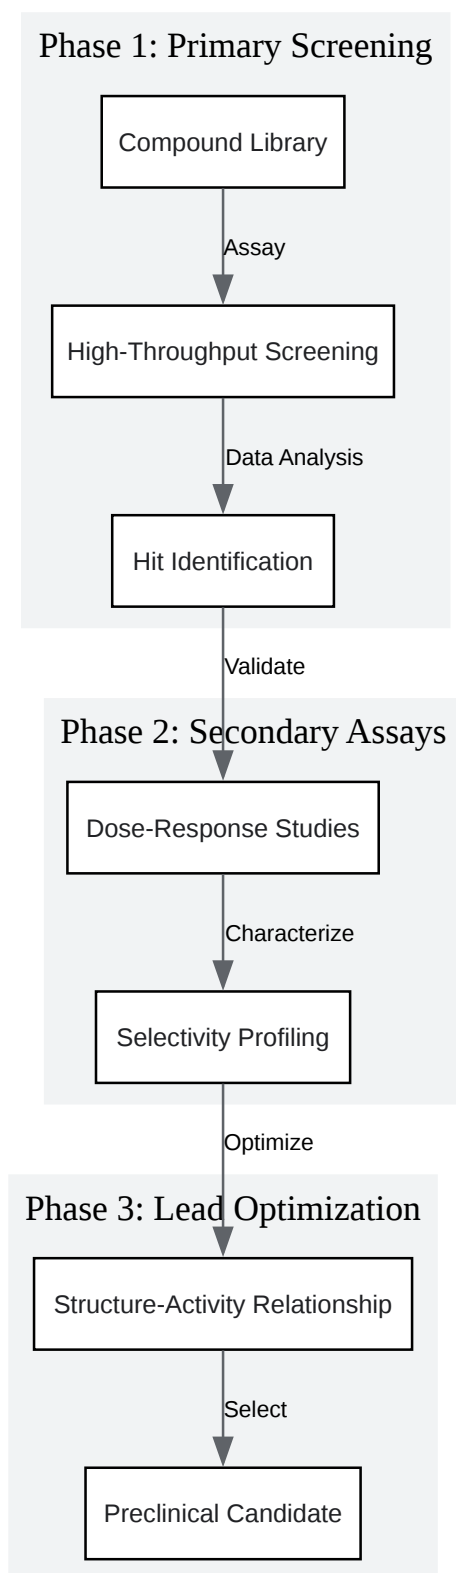 Phase 1: Primary Screening
Compound Library
Assay
High-Throughput Screening
Data Analysis
Hit Identification
Validate
Phase 2: Secondary Assays
Dose-Response Studies
Characterize
Selectivity Profiling
Optimize
Phase 3: Lead Optimization
Structure-Activity Relationship
Select
Preclinical Candidate